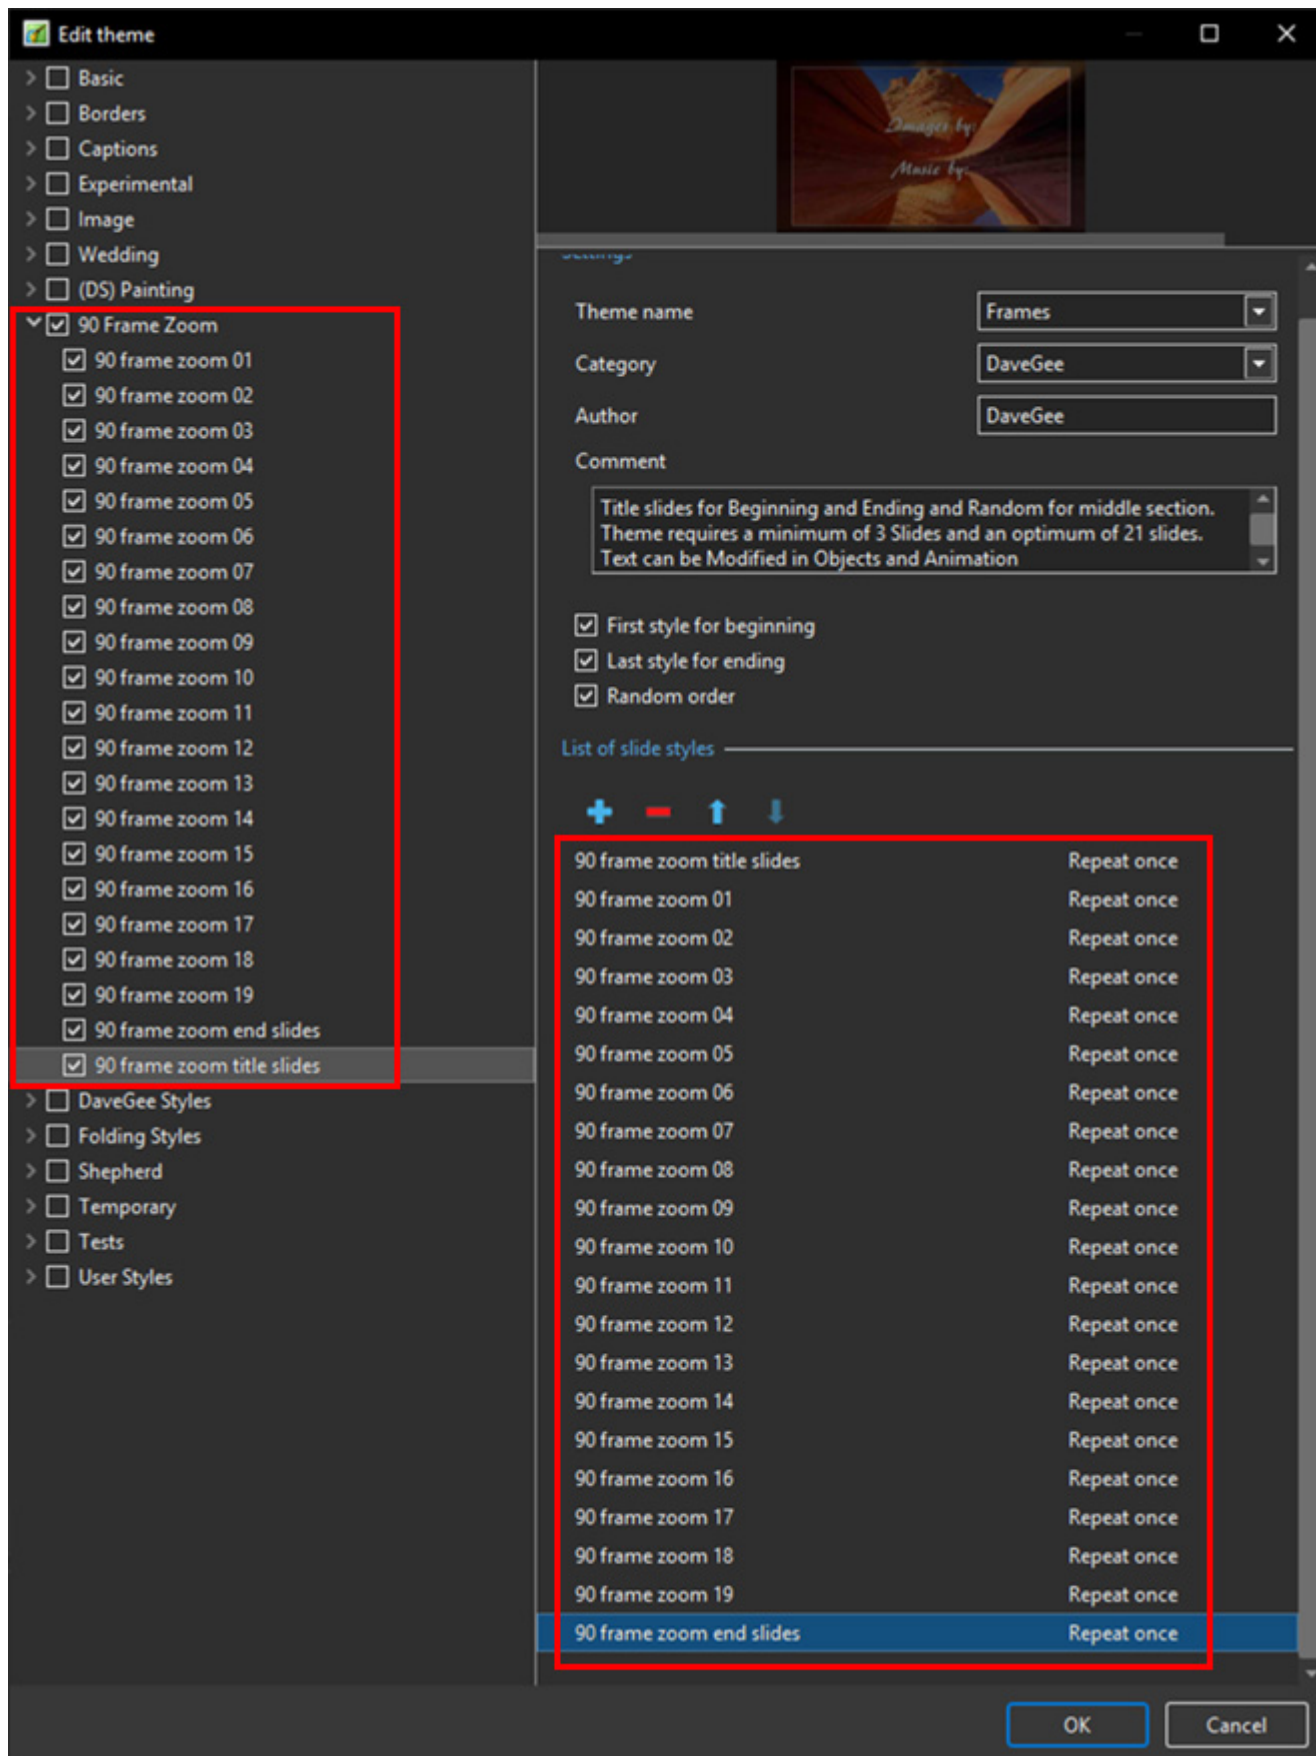 Edit theme
Basic
Borders
Captions
Experimental
Image
Wedding
(DS) Painting
90 Frame Zoom
90 frame zoom 01
90 frame zoom 02
90 frame zoom 03
90 frame zoom 04
90 frame zoom 05
90 frame zoom 06
90 frame zoom 07
90 frame zoom 08
90 frame zoom 09
90 frame zoom 10
90 frame zoom 11
90 frame zoom 12
90 frame zoom 13
90 frame zoom 14
90 frame zoom 15
90 frame zoom 16
90 frame zoom 17
90 frame zoom 18
90 frame zoom 19
90 frame zoom end slides
90 frame zoom title slides
DaveGee Styles
Folding Styles
Shepherd
Temporary
Tests
User Styles
Images by:
Music by:
Settings
Theme name Frames
Category DaveGee
Author DaveGee
Comment
Title slides for Beginning and Ending and Random for middle section.
Theme requires a minimum of 3 Slides and an optimum of 21 slides.
Text can be Modified in Objects and Animation
First style for beginning
Last style for ending
Random order
List of slide styles
90 frame zoom title slides Repeat once
90 frame zoom 01 Repeat once
90 frame zoom 02 Repeat once
90 frame zoom 03 Repeat once
90 frame zoom 04 Repeat once
90 frame zoom 05 Repeat once
90 frame zoom 06 Repeat once
90 frame zoom 07 Repeat once
90 frame zoom 08 Repeat once
90 frame zoom 09 Repeat once
90 frame zoom 10 Repeat once
90 frame zoom 11 Repeat once
90 frame zoom 12 Repeat once
90 frame zoom 13 Repeat once
90 frame zoom 14 Repeat once
90 frame zoom 15 Repeat once
90 frame zoom 16 Repeat once
90 frame zoom 17 Repeat once
90 frame zoom 18 Repeat once
90 frame zoom 19 Repeat once
90 frame zoom end slides Repeat once
OK Cancel